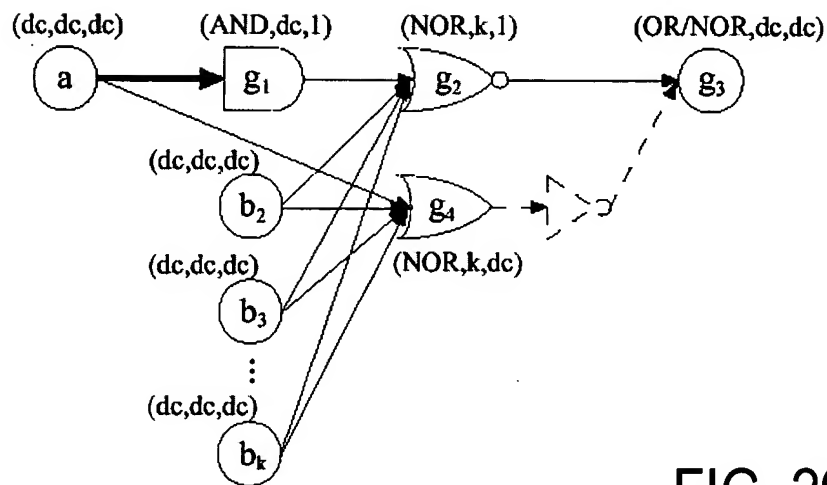 (dc,dc,dc) (AND,dc,1) (NOR,k,1) (OR/NOR,dc,dc)
a g1 g2 g3
(dc,dc,dc)
b2 g4
(dc,dc,dc) (NOR,k,dc)
b3
⋮
(dc,dc,dc)
bk
FIG.